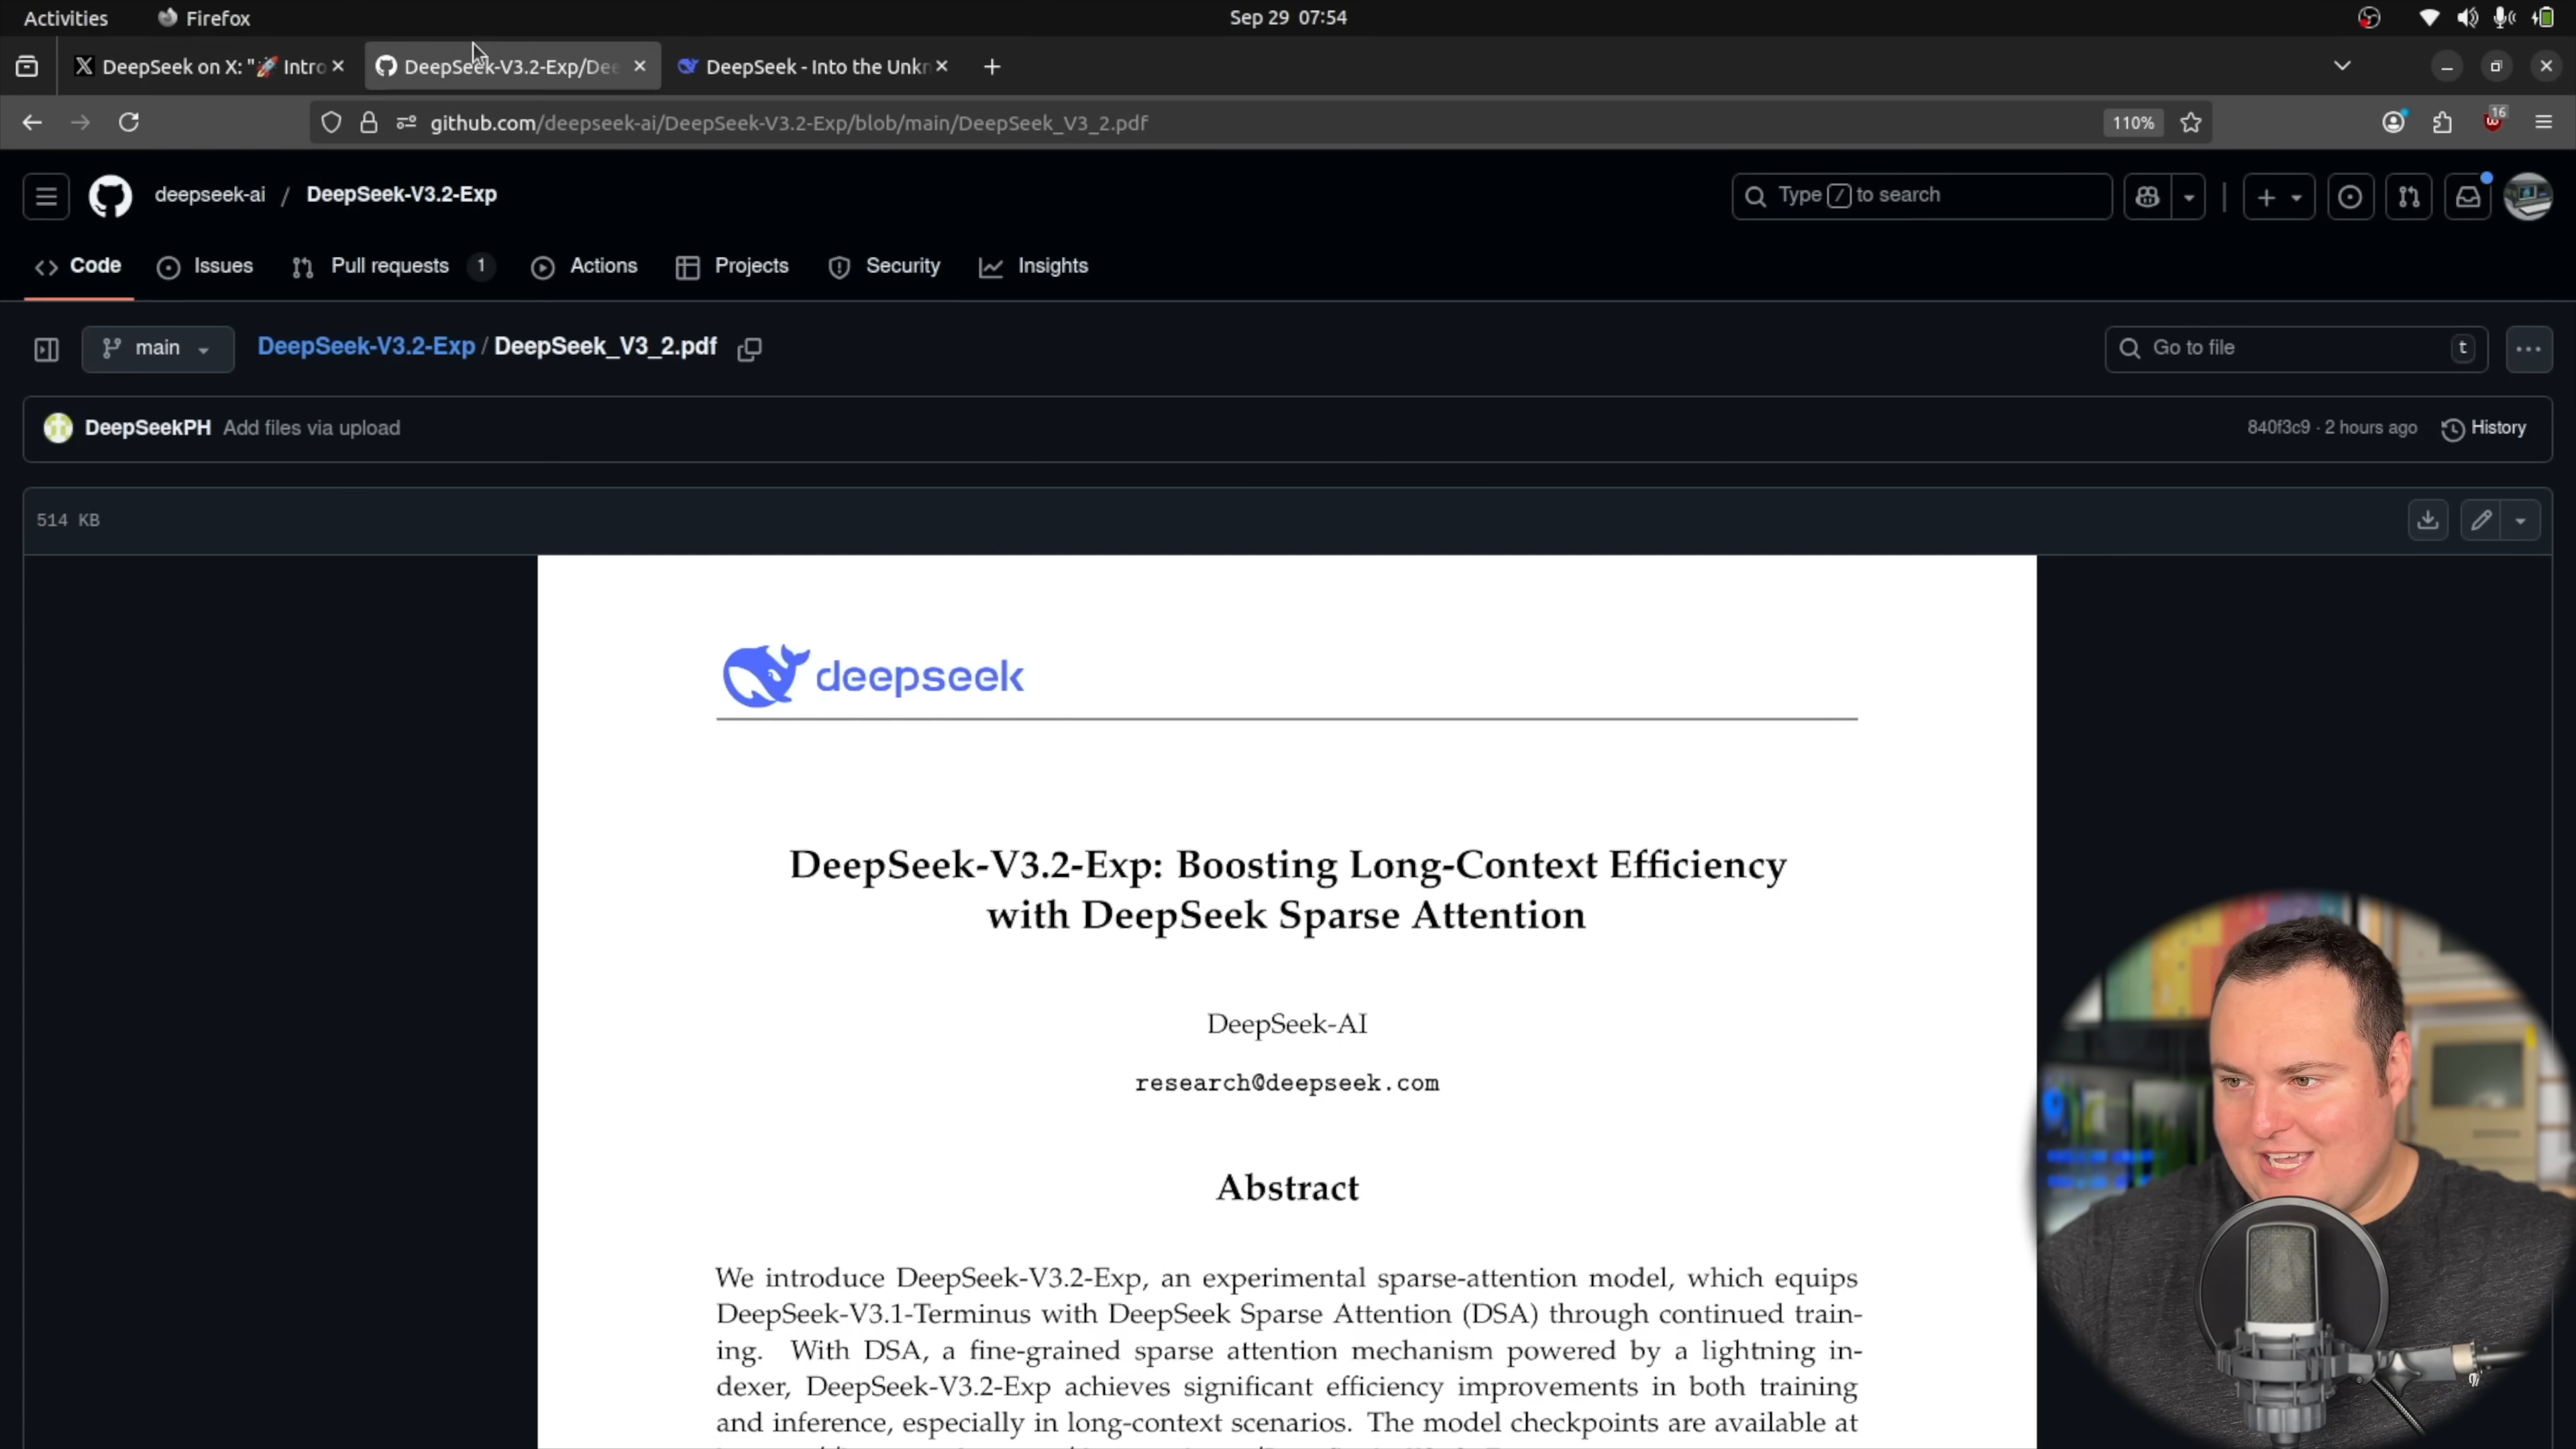 Activities Firefox Sep 29 07:54
DeepSeek on X: "🚀 Intro DeepSeek-V3.2-Exp/Dee DeepSeek - Into the Unkn
github.com/deepseek-ai/DeepSeek-V3.2-Exp/blob/main/DeepSeek_V3_2.pdf 110% 16
deepseek-ai / DeepSeek-V3.2-Exp Type / to search
Code Issues Pull requests 1 Actions Projects Security Insights
main DeepSeek-V3.2-Exp / DeepSeek_V3_2.pdf Go to file t
DeepSeekPH Add files via upload 840f3c9 · 2 hours ago History
514 KB
deepseek
DeepSeek-V3.2-Exp: Boosting Long-Context Efficiency
with DeepSeek Sparse Attention
DeepSeek-AI
research@deepseek.com
Abstract
We introduce DeepSeek-V3.2-Exp, an experimental sparse-attention model, which equips
DeepSeek-V3.1-Terminus with DeepSeek Sparse Attention (DSA) through continued train-
ing. With DSA, a fine-grained sparse attention mechanism powered by a lightning in-
dexer, DeepSeek-V3.2-Exp achieves significant efficiency improvements in both training
and inference, especially in long-context scenarios. The model checkpoints are available at